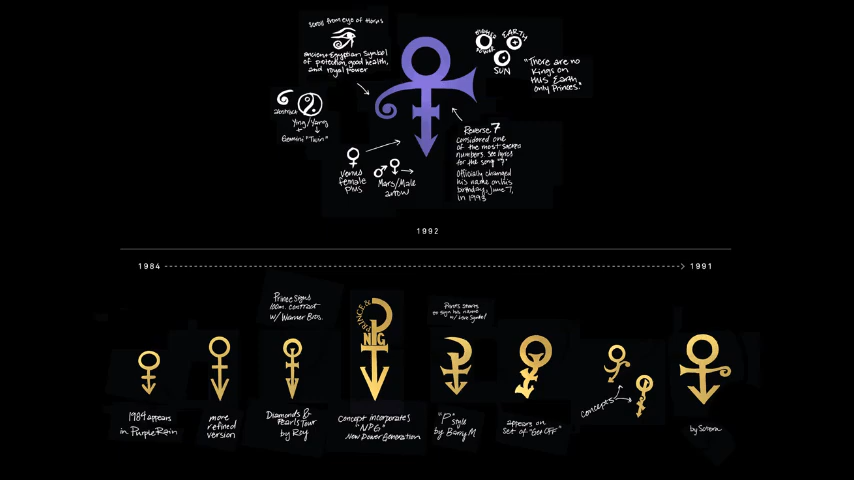 Scroll from eye of Horus
ancient Egyptian Symbol
of protection, good health,
and royal power
mother
power
EARTH
SUN
"There are no
Kings on
this Earth,
only Princes."
abstract
Ying/Yang
+
Gemini "Twin"
Venus
female
Plus
Mars/Male
arrow
Reverse 7
Considered one
of the most sacred
numbers. See lyrics
for the song "7".
Officially changed
his name on his
birthday, June 7,
in 1993
1992
1984
1991
Prince signs
100m. contract
w/ Warner Bros.
PRINCE &
NPG
Prince starts
to sign his name
w/ Love Symbol
1984 appears
in Purple Rain
more
refined
version
Diamonds &
Pearls Tour
by Roy
Concept incorporates
"NPG"
New Power Generation
"P" style
by Barry M
appears on
set of "Get OFF"
concepts
by Sotera